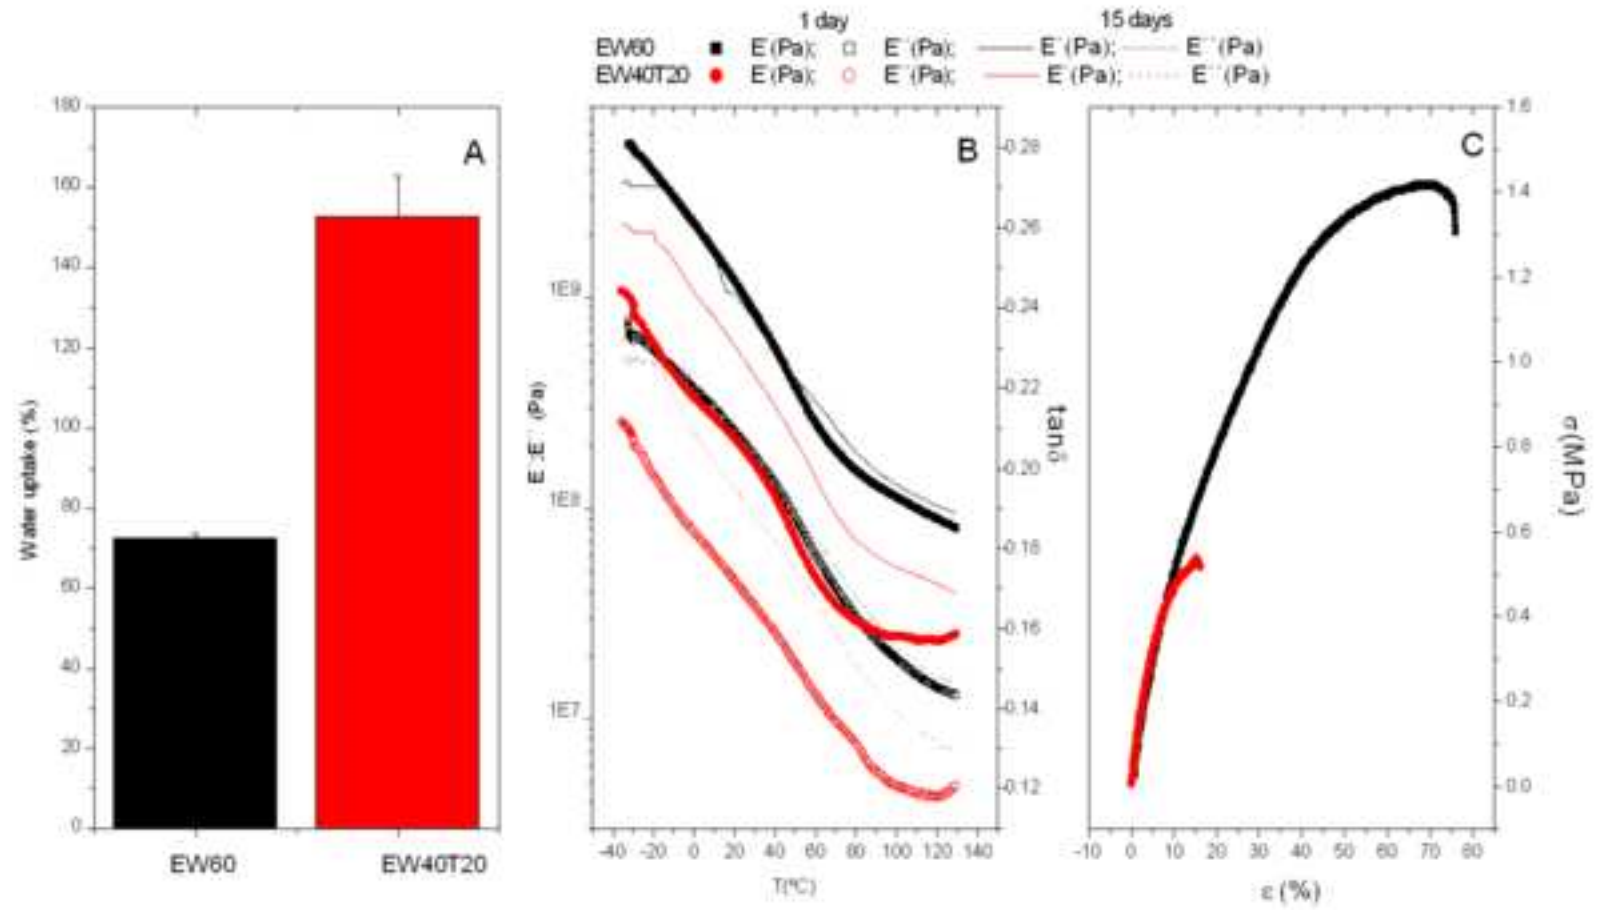 1 day 15 days
EW60 E´(Pa); E´´(Pa); E´(Pa); E´´(Pa)
EW40T20 E´(Pa); E´´(Pa); E´(Pa); E´´(Pa)
A
Water uptake (%)
180
160
140
120
100
80
60
40
20
0
EW60 EW40T20
B
E´;E´´ (Pa)
1E9
1E8
1E7
0.28
0.26
0.24
0.22
0.20
0.18
0.16
0.14
0.12
tanδ
-40 -20 0 20 40 60 80 100 120 140
T(ºC)
C
1.6
1.4
1.2
1.0
0.8
0.6
0.4
0.2
0.0
σ(MPa)
-10 0 10 20 30 40 50 60 70 80
ε (%)